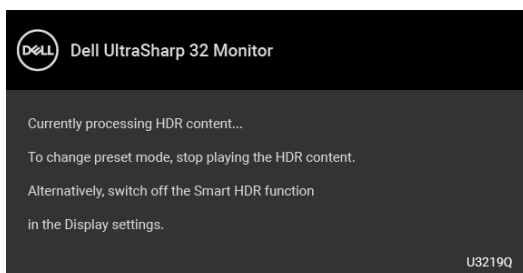 DELL Dell UltraSharp 32 Monitor
Currently processing HDR content...
To change preset mode, stop playing the HDR content.
Alternatively, switch off the Smart HDR function
in the Display settings.
U3219Q